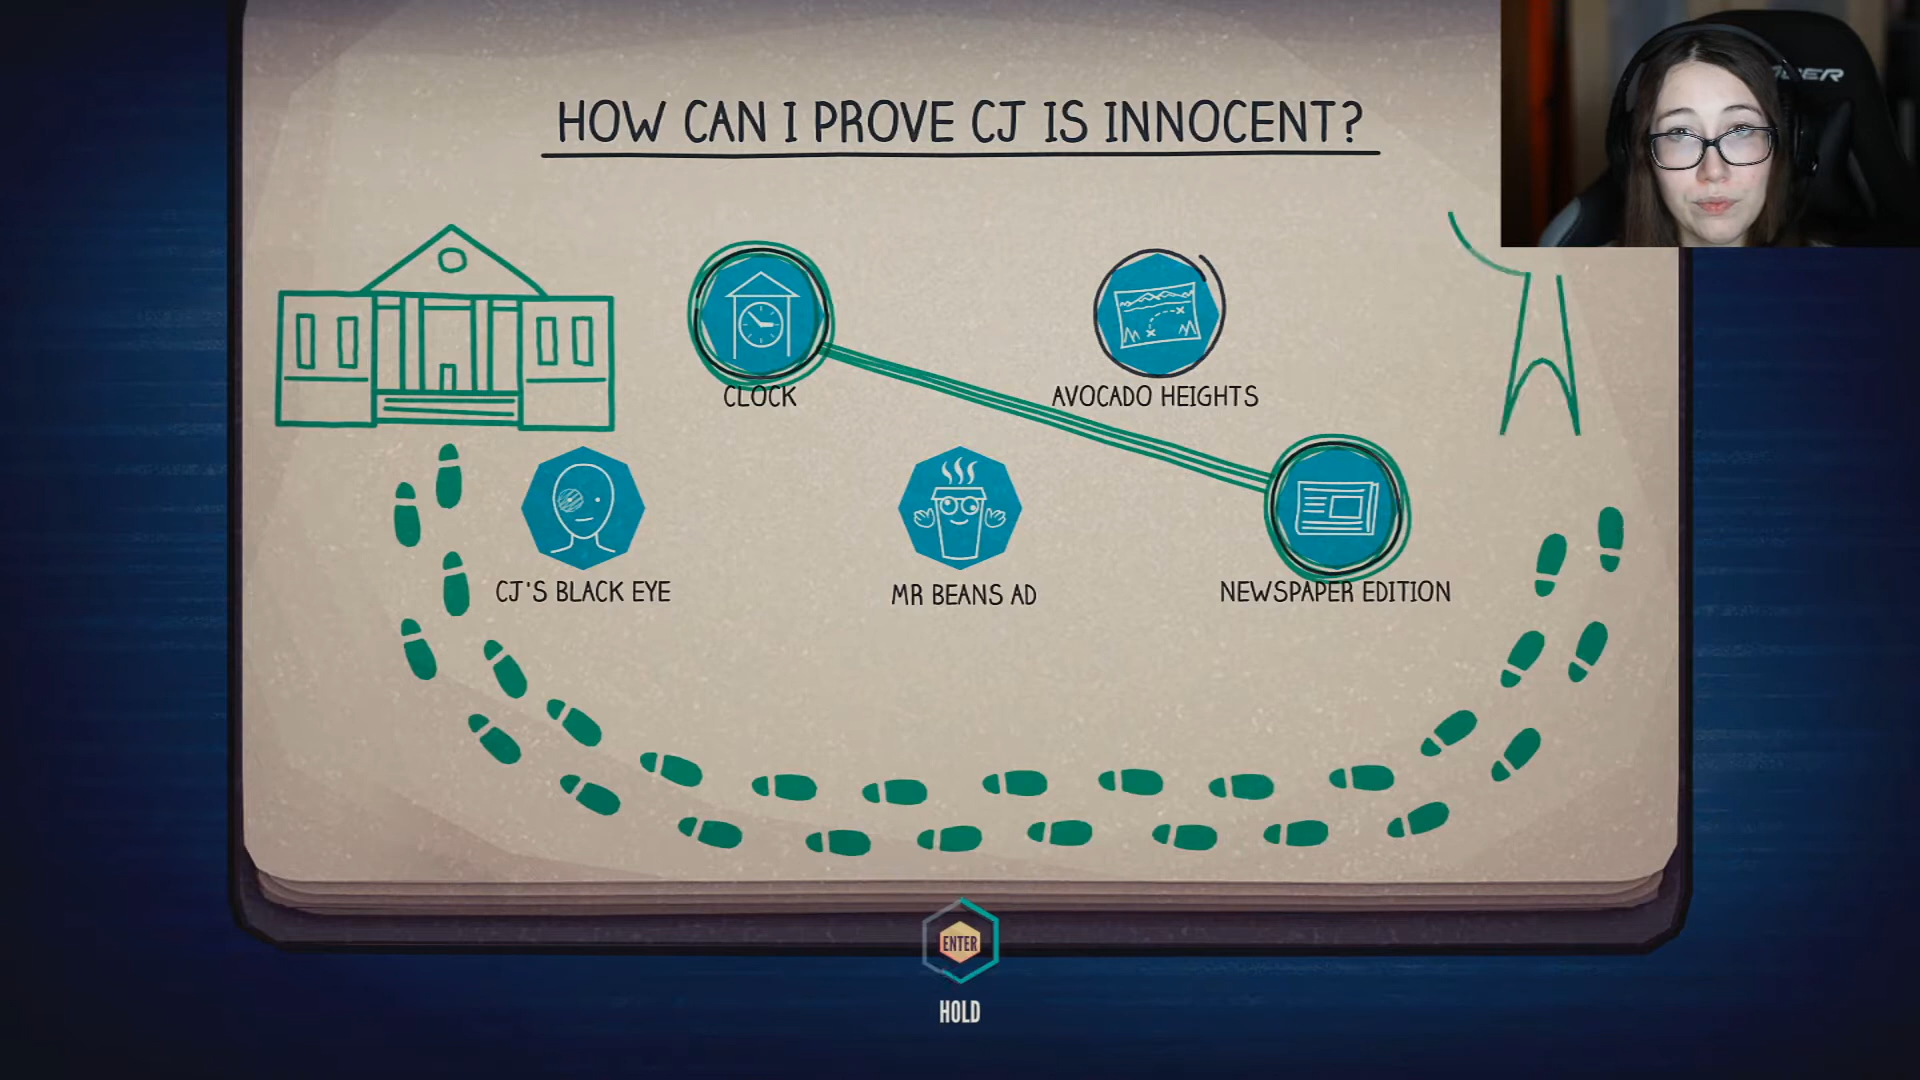 HOW CAN I PROVE CJ IS INNOCENT?
CLOCK
AVOCADO HEIGHTS
CJ'S BLACK EYE
MR BEANS AD
NEWSPAPER EDITION
ENTER
HOLD